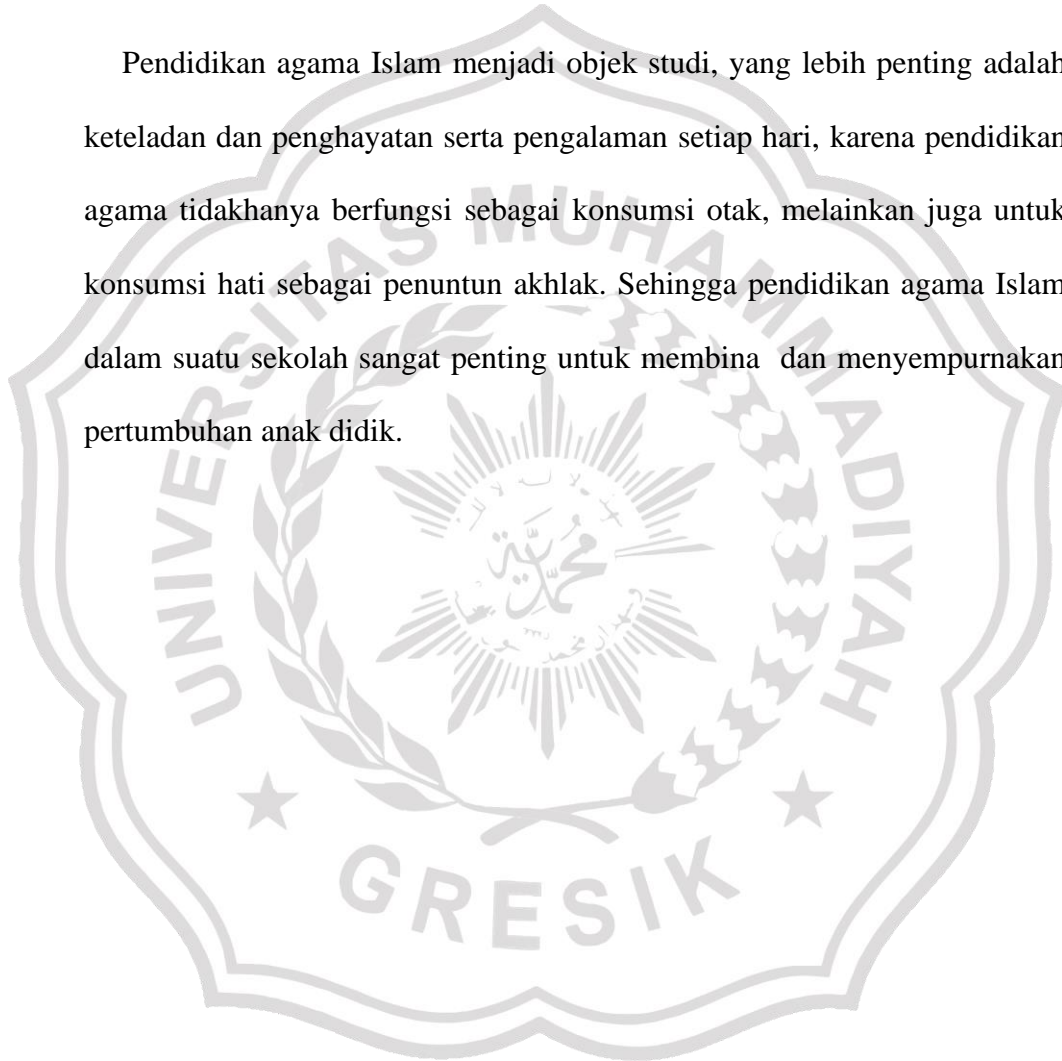 Pendidikan agama Islam menjadi objek studi, yang lebih penting adalah
keteladan dan penghayatan serta pengalaman setiap hari, karena pendidikan
agama tidakhanya berfungsi sebagai konsumsi otak, melainkan juga untuk
konsumsi hati sebagai penuntun akhlak. Sehingga pendidikan agama Islam
dalam suatu sekolah sangat penting untuk membina  dan menyempurnakan
pertumbuhan anak didik.
UNIVERSITAS MUHAMMADIYAH
GRESIK